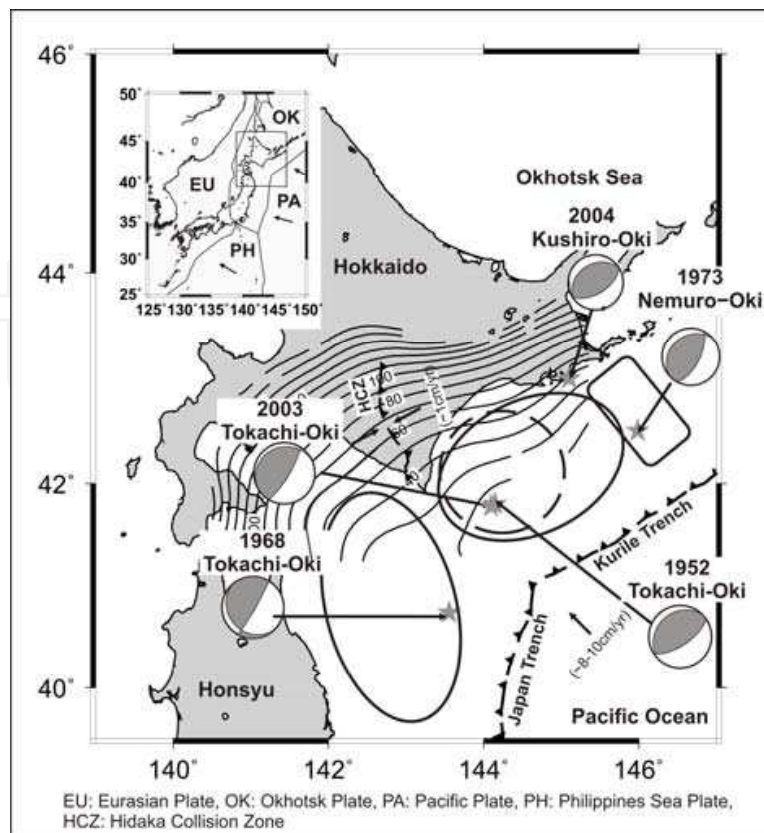 46°
44°
42°
40°
140° 142° 144° 146°
50°
45°
40°
35°
30°
25°
125° 130° 135° 140° 145° 150°
OK
EU
PA
PH
Okhotsk Sea
2004
Kushiro-Oki
1973
Nemuro-Oki
Hokkaido
HCZ
100
80
60
(~1cm/yr)
2003
Tokachi-Oki
1968
Tokachi-Oki
Kurile Trench
1952
Tokachi-Oki
(~8-10cm/yr)
Japan Trench
Honsyu
Pacific Ocean
EU: Eurasian Plate, OK: Okhotsk Plate, PA: Pacific Plate, PH: Philippines Sea Plate,
HCZ: Hidaka Collision Zone